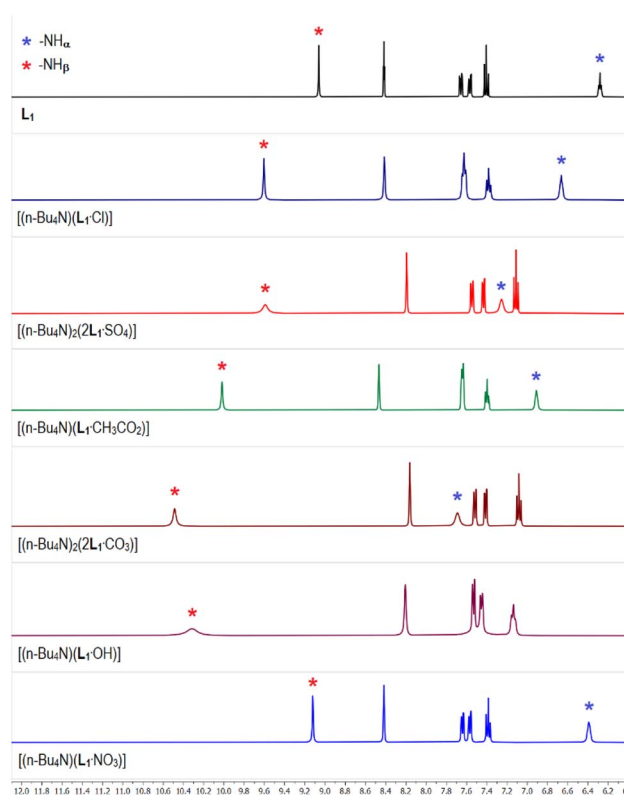 * -NHα
* -NHβ
* *
L₁
* *
[(n-Bu₄N)(L₁·Cl)]
* *
[(n-Bu₄N)₂(2L₁·SO₄)]
* *
[(n-Bu₄N)(L₁·CH₃CO₂)]
* *
[(n-Bu₄N)₂(2L₁·CO₃)]
*
[(n-Bu₄N)(L₁·OH)]
* *
[(n-Bu₄N)(L₁·NO₃)]
12.0 11.8 11.6 11.4 11.2 11.0 10.8 10.6 10.4 10.2 10.0 9.8 9.6 9.4 9.2 9.0 8.8 8.6 8.4 8.2 8.0 7.8 7.6 7.4 7.2 7.0 6.8 6.6 6.4 6.2